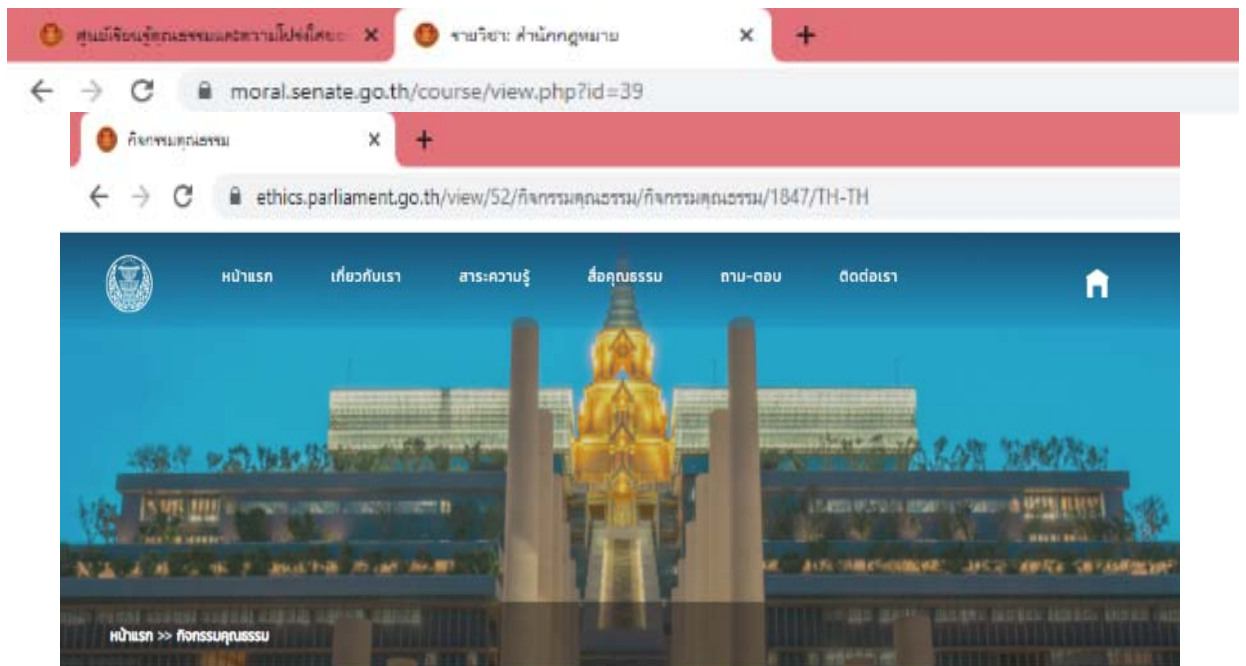 ศูนย์เรียนรู้คุณธรรมและความโปร่งใสของ × รายวิชา: สำนักกฎหมาย × +
moral.senate.go.th/course/view.php?id=39
กิจกรรมคุณธรรม × +
ethics.parliament.go.th/view/52/กิจกรรมคุณธรรม/กิจกรรมคุณธรรม/1847/TH-TH
หน้าแรก เกี่ยวกับเรา สาระความรู้ สื่อคุณธรรม ถาม-ตอบ ติดต่อเรา
หน้าแรก >> กิจกรรมคุณธรรม